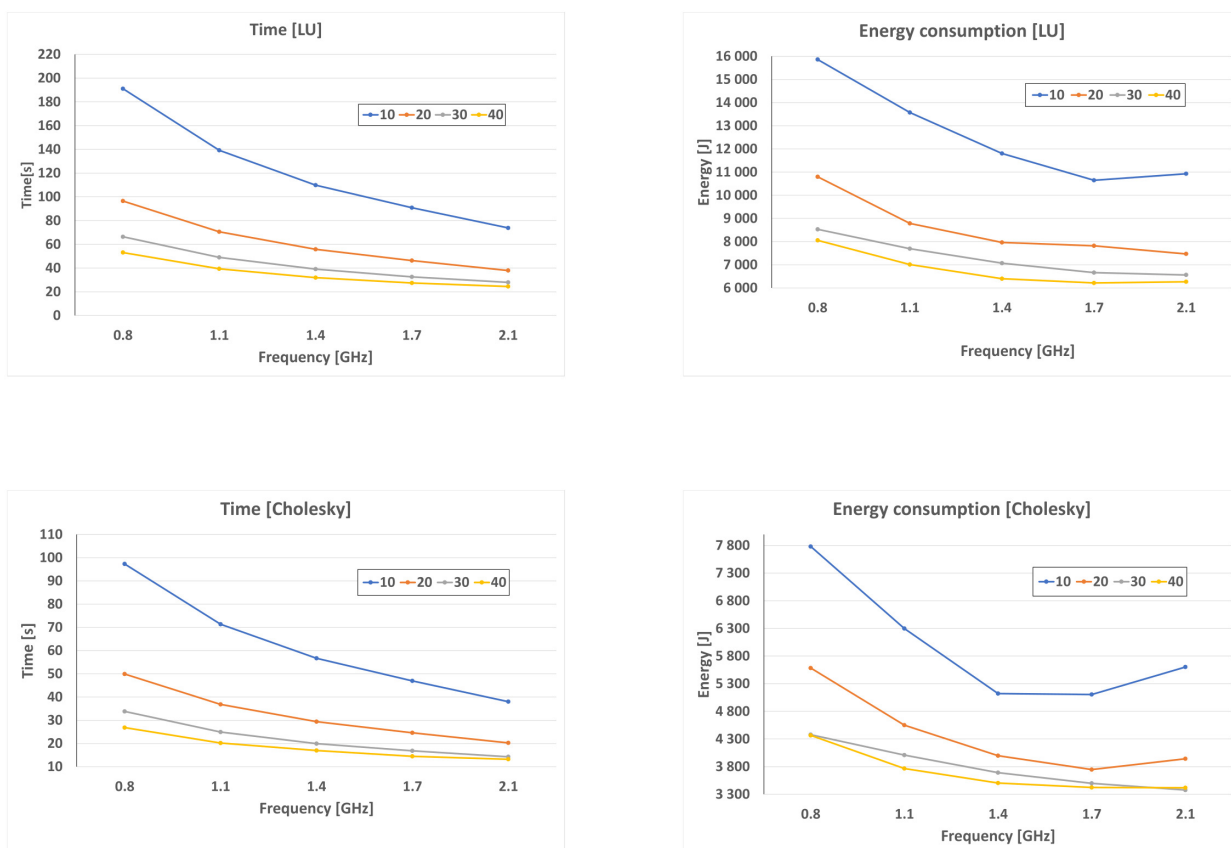 Time [LU]
220
200
180
160
140
120
100
80
60
40
20
0
Time[s]
10 20 30 40
0.8 1.1 1.4 1.7 2.1
Frequency [GHz]
Energy consumption [LU]
16 000
15 000
14 000
13 000
12 000
11 000
10 000
9 000
8 000
7 000
6 000
Energy [J]
10 20 30 40
0.8 1.1 1.4 1.7 2.1
Frequency [GHz]
Time [Cholesky]
110
100
90
80
70
60
50
40
30
20
10
Time [s]
10 20 30 40
0.8 1.1 1.4 1.7 2.1
Frequency [GHz]
Energy consumption [Cholesky]
7 800
7 300
6 800
6 300
5 800
5 300
4 800
4 300
3 800
3 300
Energy [J]
10 20 30 40
0.8 1.1 1.4 1.7 2.1
Frequency [GHz]